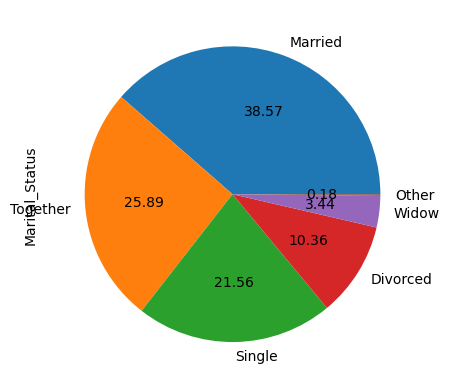 Married
38.57
Marital_Status
Together
25.89
21.56
Single
10.36
Divorced
3.44
Widow
0.18
Other